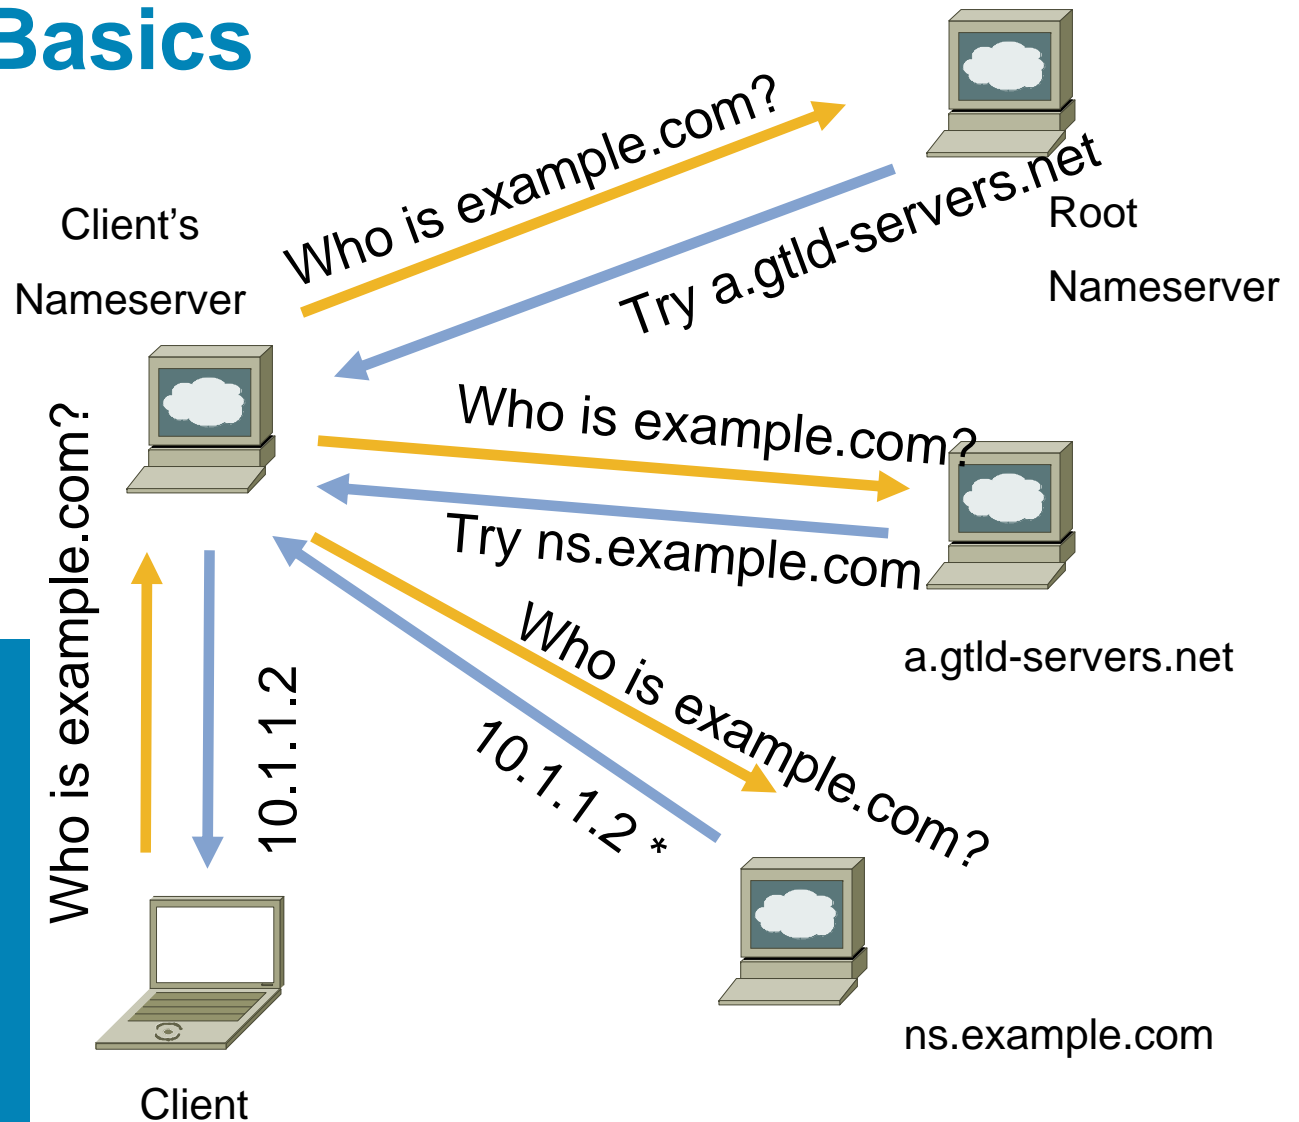 Basics
Who is example.com?
Try a.gtld-servers.net
Client's
Nameserver
Root
Nameserver
Who is example.com?
Try ns.example.com
a.gtld-servers.net
Who is example.com?
10.1.1.2
Who is example.com?
10.1.1.2 *
ns.example.com
Client